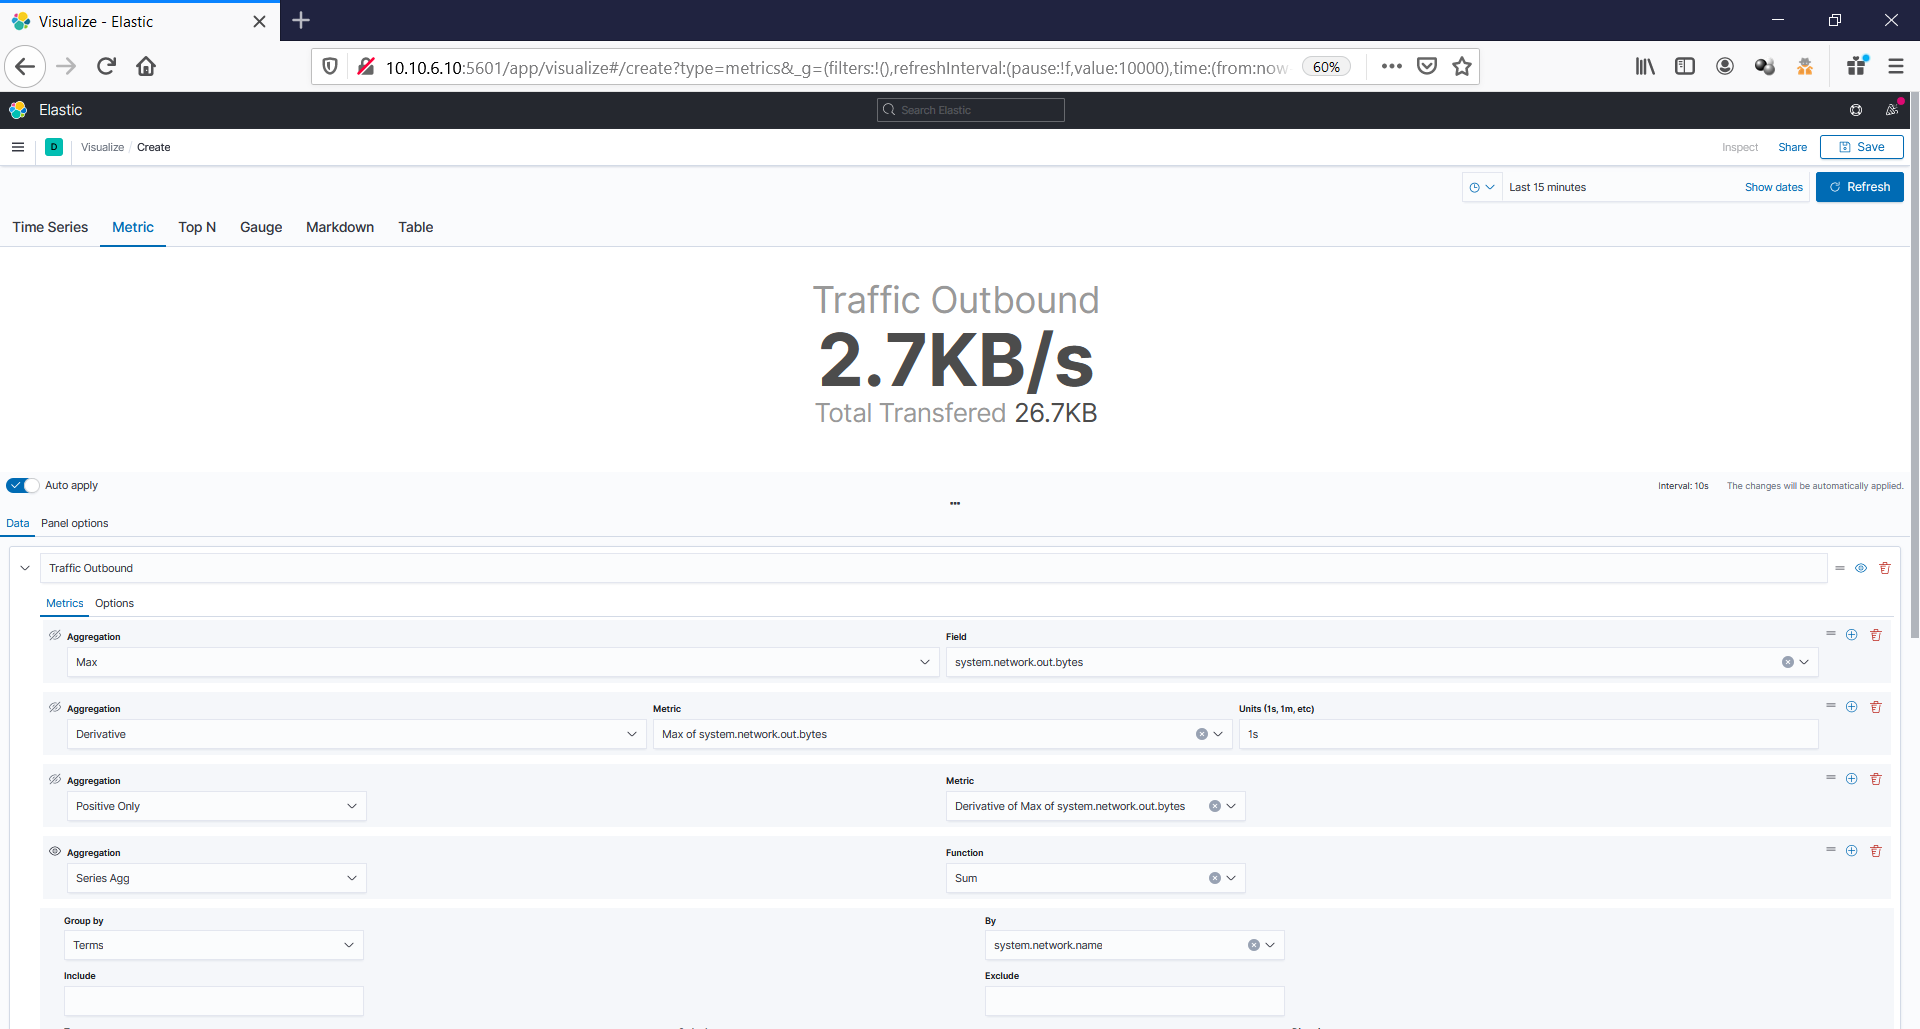 Visualize - Elastic
10.10.6.10:5601/app/visualize#/create?type=metrics&_g=(filters:!(),refreshInterval:(pause:!f,value:10000),time:(from:now-
60%
Elastic
Search Elastic
D
Visualize / Create
Inspect
Share
Save
Last 15 minutes
Show dates
Refresh
Time Series
Metric
Top N
Gauge
Markdown
Table
Traffic Outbound
2.7KB/s
Total Transfered 26.7KB
Auto apply
Interval: 10s
The changes will be automatically applied.
Data
Panel options
Traffic Outbound
Metrics
Options
Aggregation
Field
Max
system.network.out.bytes
Aggregation
Metric
Units (1s, 1m, etc)
Derivative
Max of system.network.out.bytes
1s
Aggregation
Metric
Positive Only
Derivative of Max of system.network.out.bytes
Aggregation
Function
Series Agg
Sum
Group by
By
Terms
system.network.name
Include
Exclude